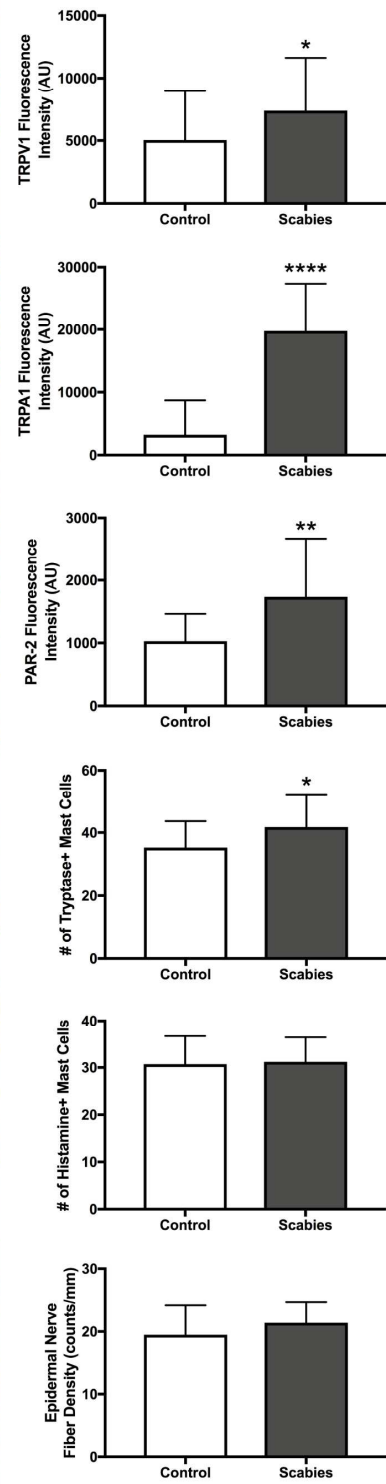 TRPV1 Fluorescence
Intensity (AU)
15000
10000
5000
0
*
Control Scabies
TRPA1 Fluorescence
Intensity (AU)
30000
20000
10000
0
****
Control Scabies
PAR-2 Fluorescence
Intensity (AU)
3000
2000
1000
0
**
Control Scabies
# of Tryptase+ Mast Cells
60
40
20
0
*
Control Scabies
# of Histamine+ Mast Cells
40
30
20
10
0
Control Scabies
Epidermal Nerve
Fiber Density (counts/mm)
30
20
10
0
Control Scabies